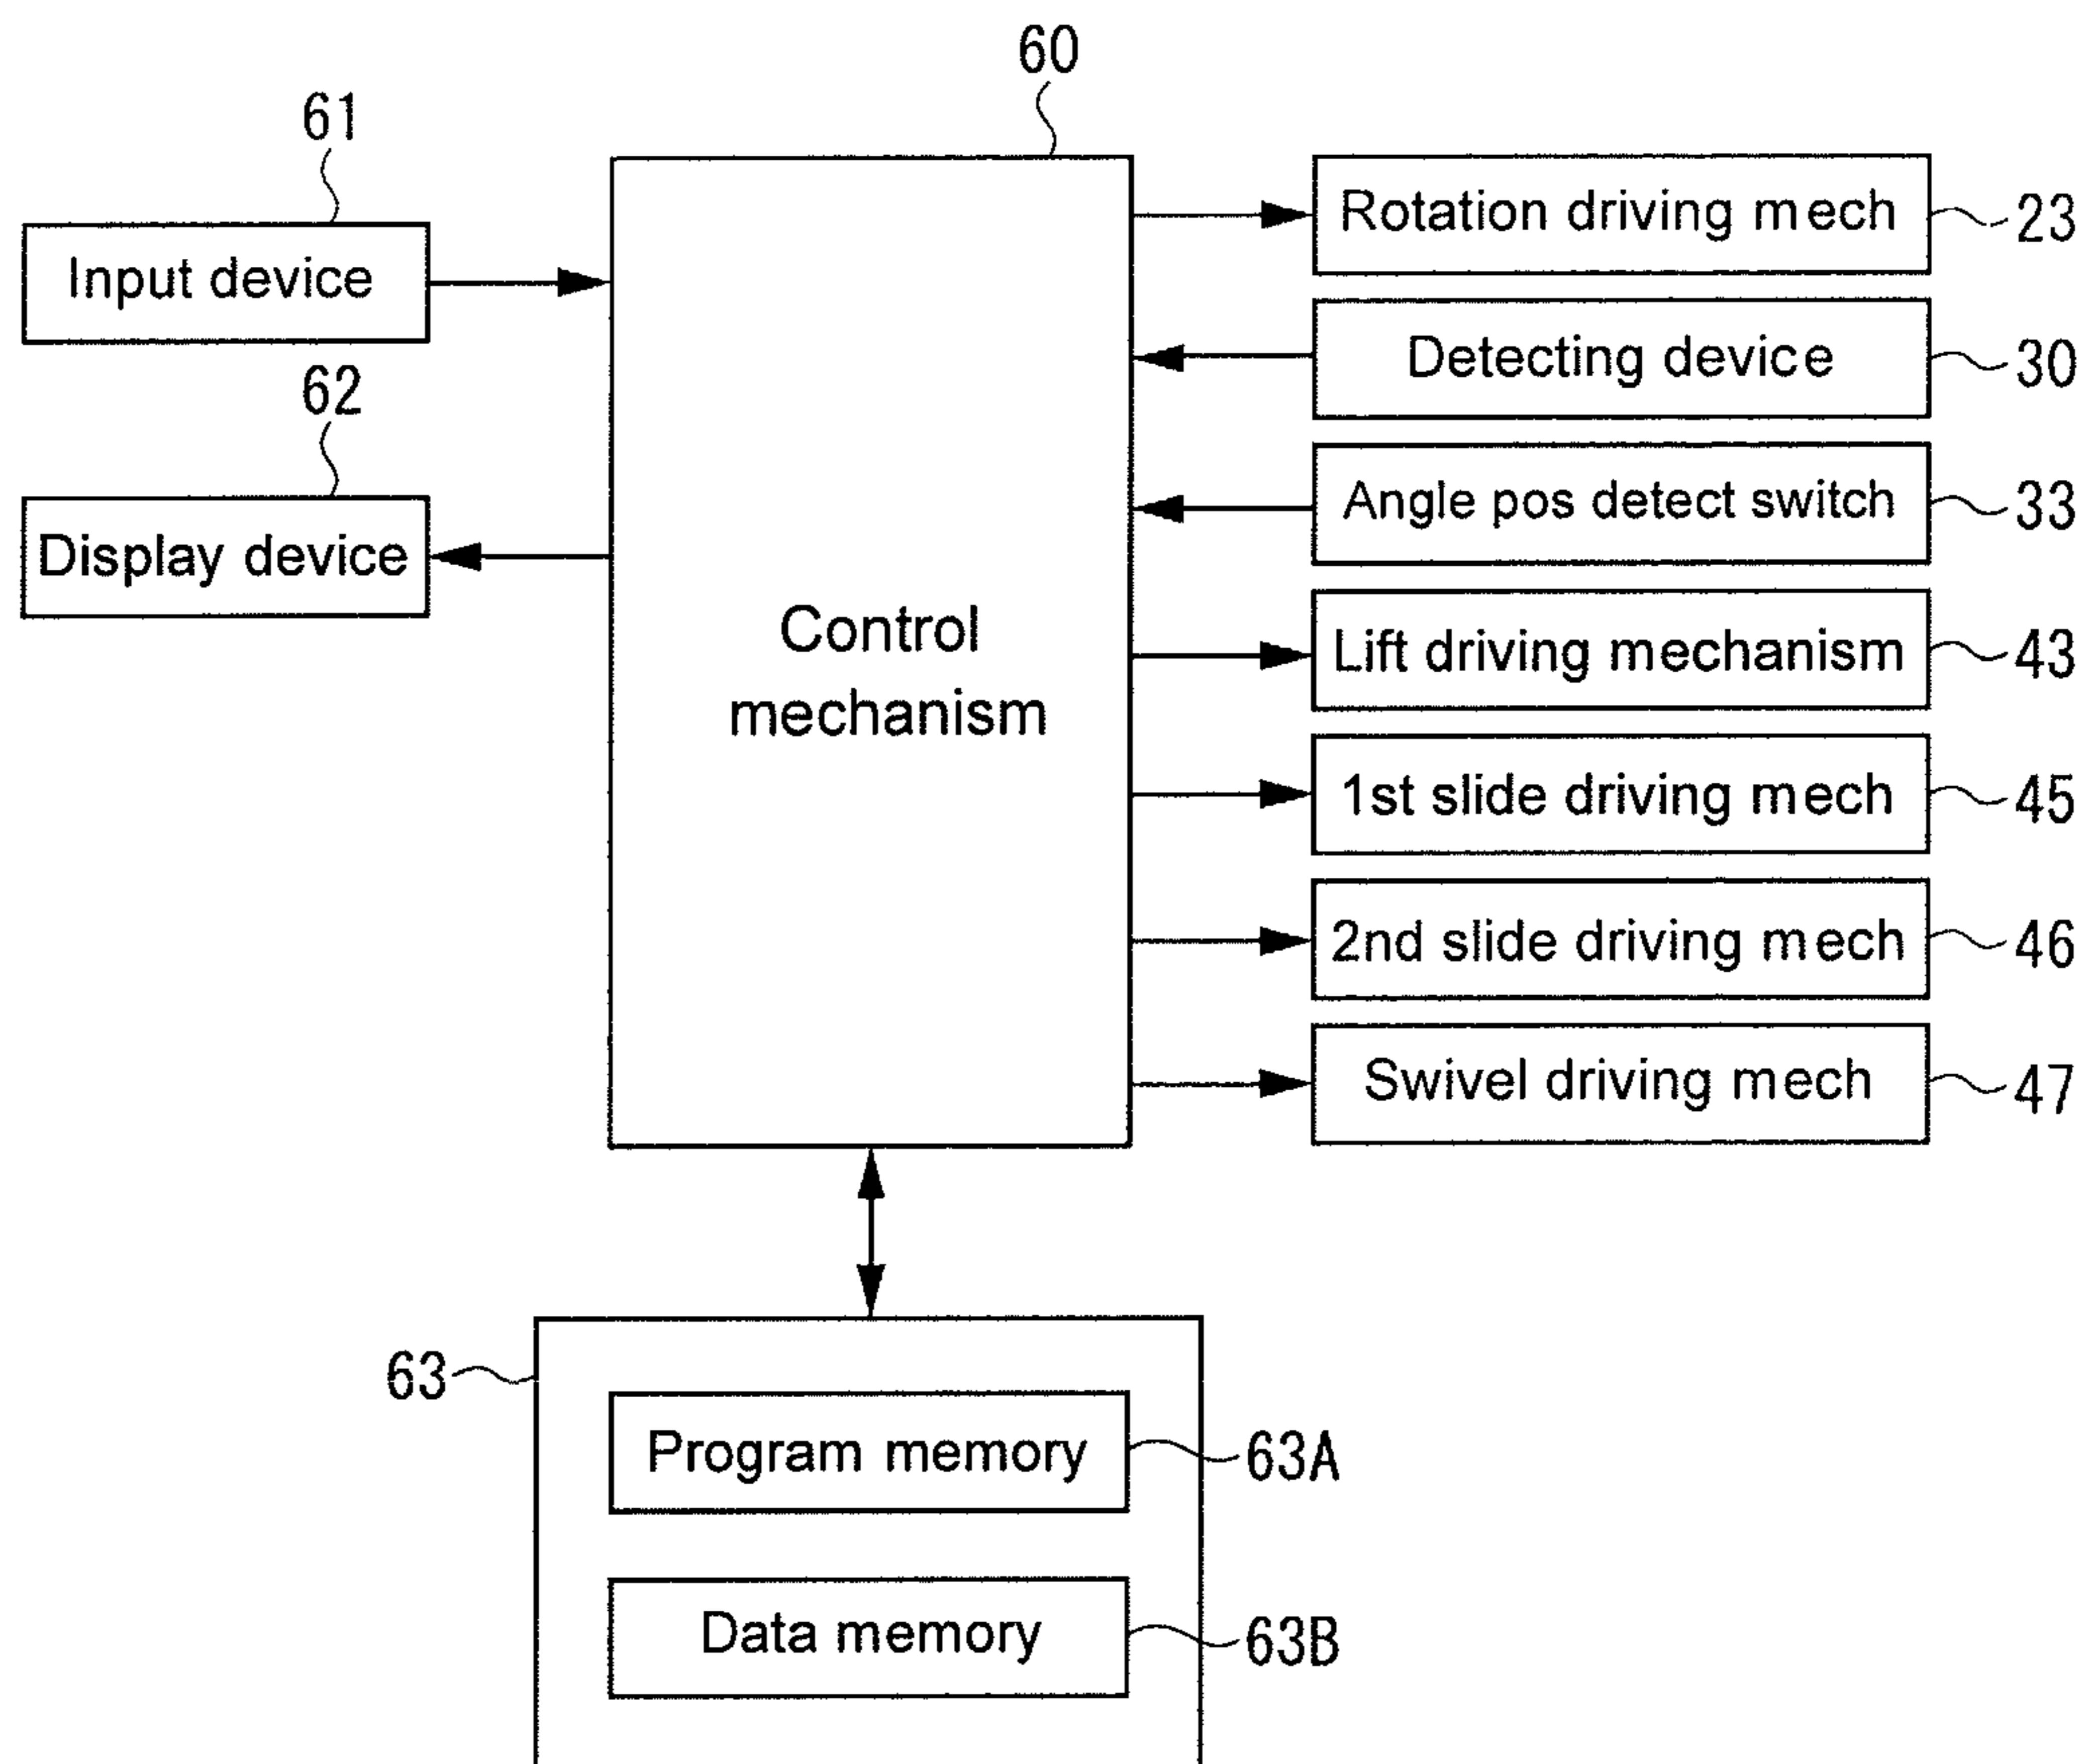 60
61
Input device
62
Display device
Control
mechanism
Rotation driving mech
23
Detecting device
30
Angle pos detect switch
33
Lift driving mechanism
43
1st slide driving mech
45
2nd slide driving mech
46
Swivel driving mech
47
63
Program memory
63A
Data memory
63B